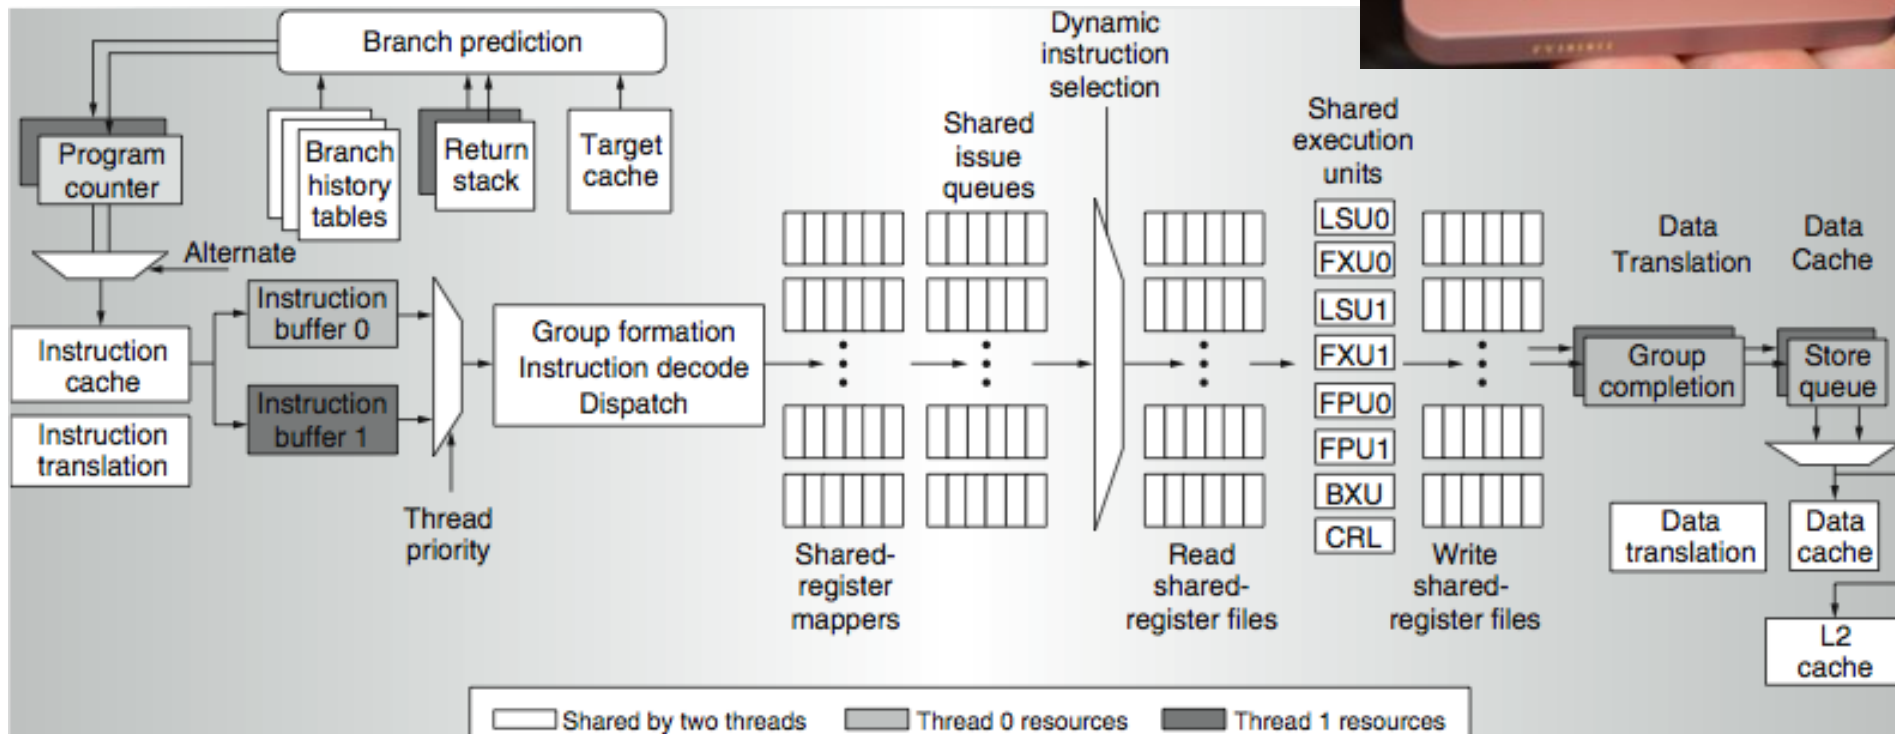 Branch prediction
Program
counter
Branch
history
tables
Return
stack
Target
cache
Alternate
Instruction
cache
Instruction
translation
Instruction
buffer 0
Instruction
buffer 1
Thread
priority
Group formation
Instruction decode
Dispatch
Shared-
register
mappers
Shared
issue
queues
Dynamic
instruction
selection
Read
shared-
register files
Shared
execution
units
LSU0
FXU0
LSU1
FXU1
FPU0
FPU1
BXU
CRL
Write
shared-
register files
Data
Translation
Data
Cache
Group
completion
Store
queue
Data
translation
Data
cache
L2
cache
Shared by two threads
Thread 0 resources
Thread 1 resources